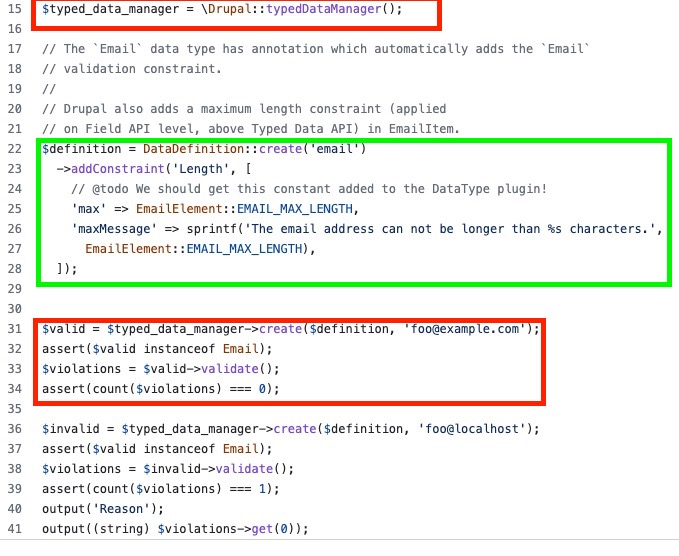 15 $typed_data_manager = \Drupal::typedDataManager();
16
17 // The `Email` data type has annotation which automatically adds the `Email`
18 // validation constraint.
19 //
20 // Drupal also adds a maximum length constraint (applied
21 // on Field API level, above Typed Data API) in EmailItem.
22 $definition = DataDefinition::create('email')
23   ->addConstraint('Length', [
24     // @todo We should get this constant added to the DataType plugin!
25     'max' => EmailElement::EMAIL_MAX_LENGTH,
26     'maxMessage' => sprintf('The email address can not be longer than %s characters.',
27       EmailElement::EMAIL_MAX_LENGTH),
28   ]);
29
30
31 $valid = $typed_data_manager->create($definition, 'foo@example.com');
32 assert($valid instanceof Email);
33 $violations = $valid->validate();
34 assert(count($violations) === 0);
35
36 $invalid = $typed_data_manager->create($definition, 'foo@localhost');
37 assert($valid instanceof Email);
38 $violations = $invalid->validate();
39 assert(count($violations) === 1);
40 output('Reason');
41 output((string) $violations->get(0));